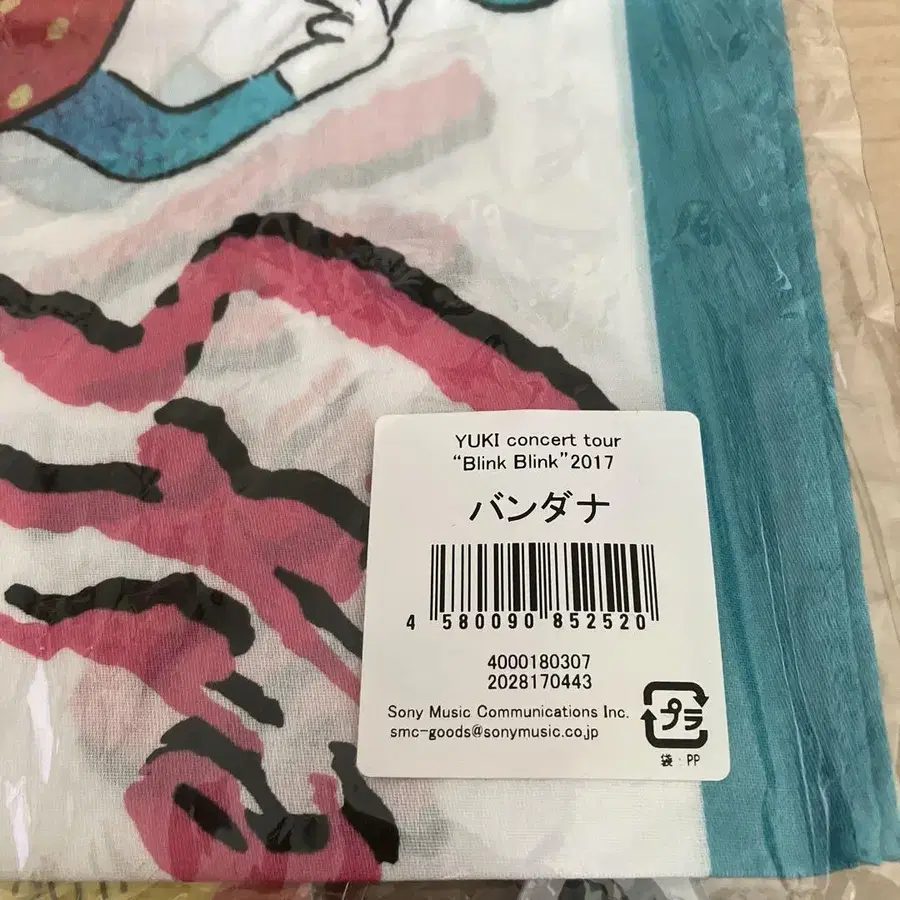 YUKI concert tour
“Blink Blink”2017
バンダナ
4 580090 852520
4000180307
2028170443
Sony Music Communications Inc.
smc-goods@sonymusic.co.jp
プラ
袋:PP